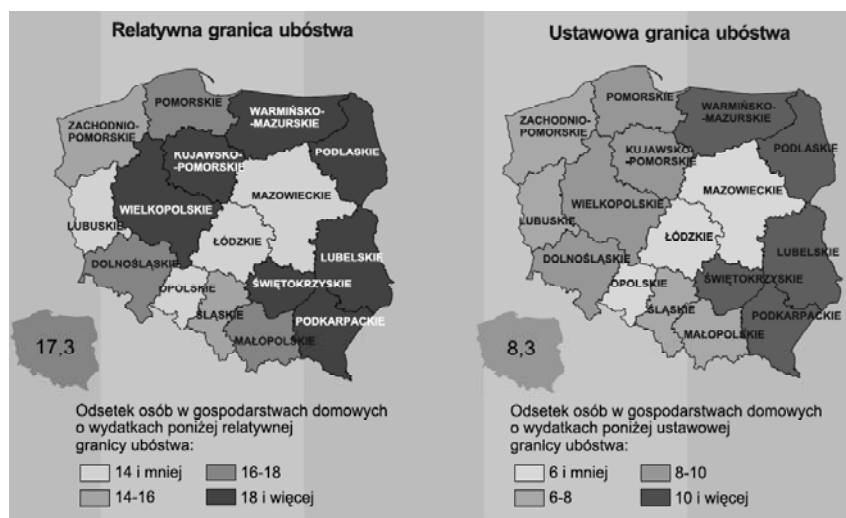 Relatywna granica ubóstwa
POMORSKIE
WARMIŃSKO-
-MAZURSKIE
ZACHODNIO-
POMORSKIE
KUJAWSKO-
-POMORSKIE
PODLASKIE
MAZOWIECKIE
WIELKOPOLSKIE
LUBUSKIE
ŁÓDZKIE
LUBELSKIE
DOLNOŚLĄSKIE
OPOLSKIE
ŚWIĘTOKRZYSKIE
ŚLĄSKIE
PODKARPACKIE
MAŁOPOLSKIE
17,3
Odsetek osób w gospodarstwach domowych
o wydatkach poniżej relatywnej
granicy ubóstwa:
14 i mniej
16-18
14-16
18 i więcej
Ustawowa granica ubóstwa
POMORSKIE
WARMIŃSKO-
-MAZURSKIE
ZACHODNIO-
POMORSKIE
KUJAWSKO-
-POMORSKIE
PODLASKIE
MAZOWIECKIE
WIELKOPOLSKIE
LUBUSKIE
ŁÓDZKIE
LUBELSKIE
DOLNOŚLĄSKIE
OPOLSKIE
ŚWIĘTOKRZYSKIE
ŚLĄSKIE
PODKARPACKIE
MAŁOPOLSKIE
8,3
Odsetek osób w gospodarstwach domowych
o wydatkach poniżej ustawowej
granicy ubóstwa:
6 i mniej
8-10
6-8
10 i więcej